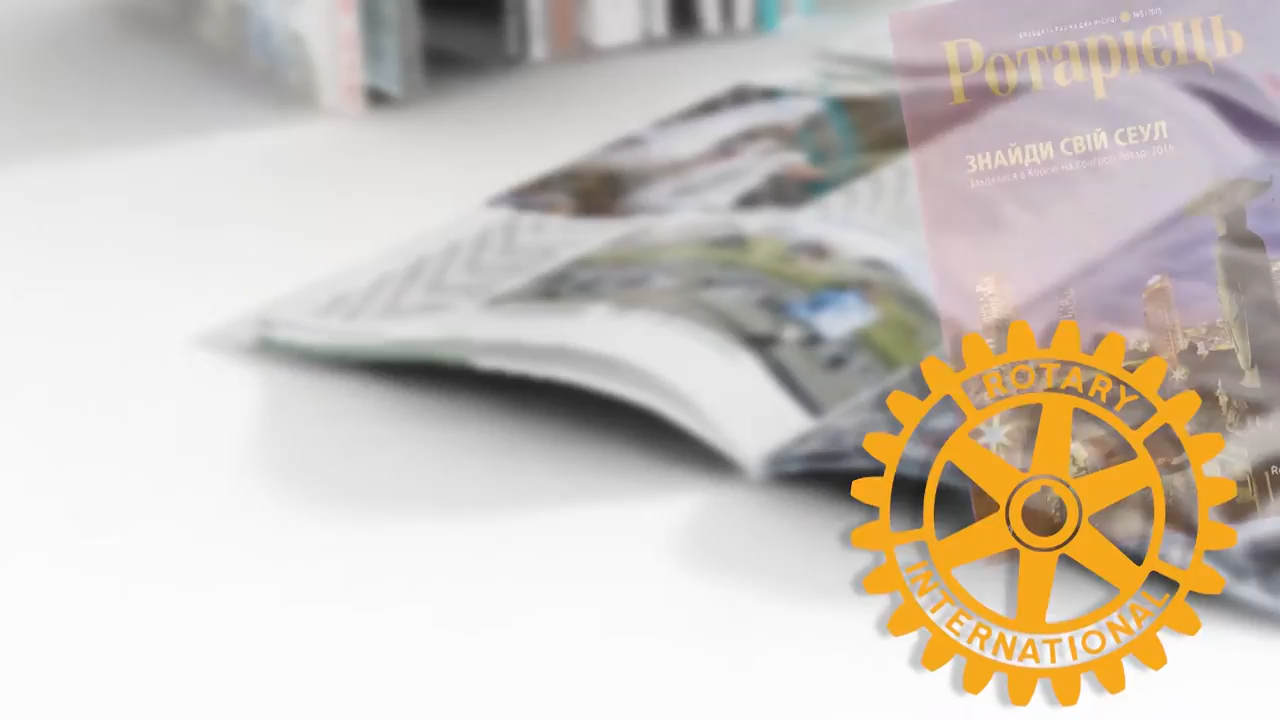 Ротарієць
ЗНАЙДИ СВІЙ СЕУЛ
ROTARY
INTERNATIONAL